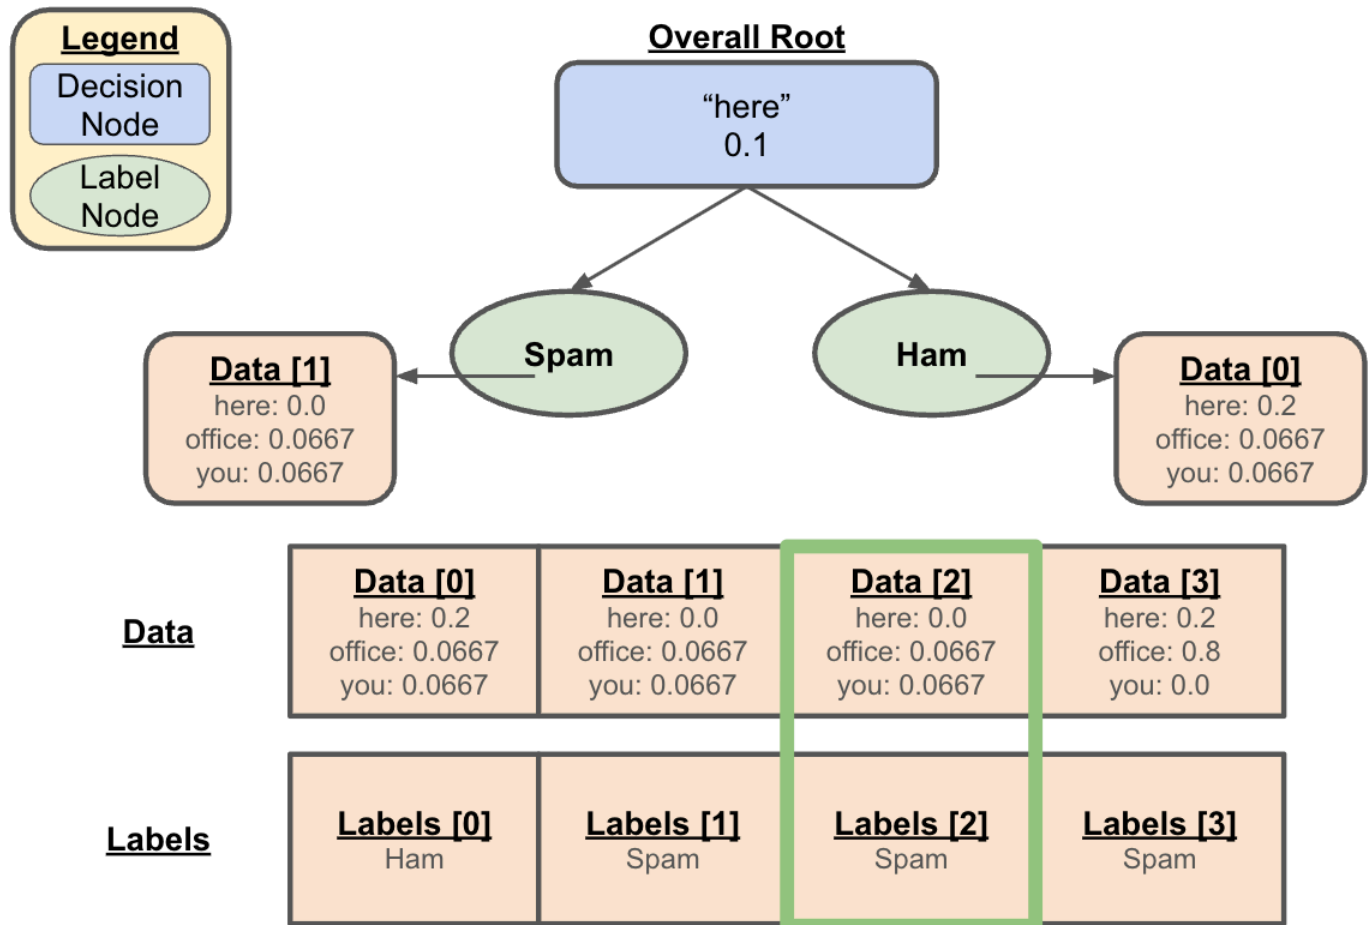 Legend
Decision
Node
Label
Node
Overall Root
“here”
0.1
Spam
Ham
Data [1]
here: 0.0
office: 0.0667
you: 0.0667
Data [0]
here: 0.2
office: 0.0667
you: 0.0667
Data
Data [0]
here: 0.2
office: 0.0667
you: 0.0667
Data [1]
here: 0.0
office: 0.0667
you: 0.0667
Data [2]
here: 0.0
office: 0.0667
you: 0.0667
Data [3]
here: 0.2
office: 0.8
you: 0.0
Labels
Labels [0]
Ham
Labels [1]
Spam
Labels [2]
Spam
Labels [3]
Spam